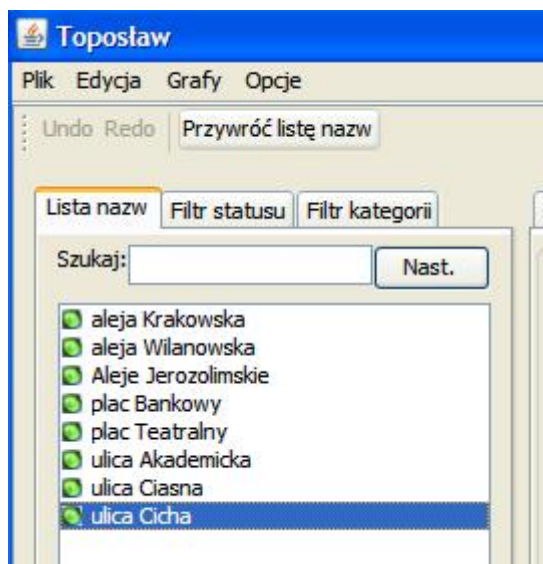 Toposław
Plik Edycja Grafy Opcje
Undo Redo Przywróć listę nazw
Lista nazw Filtr statusu Filtr kategorii
Szukaj: Nast.
aleja Krakowska
aleja Wilanowska
Aleje Jerozolimskie
plac Bankowy
plac Teatralny
ulica Akademicka
ulica Ciasna
ulica Cicha